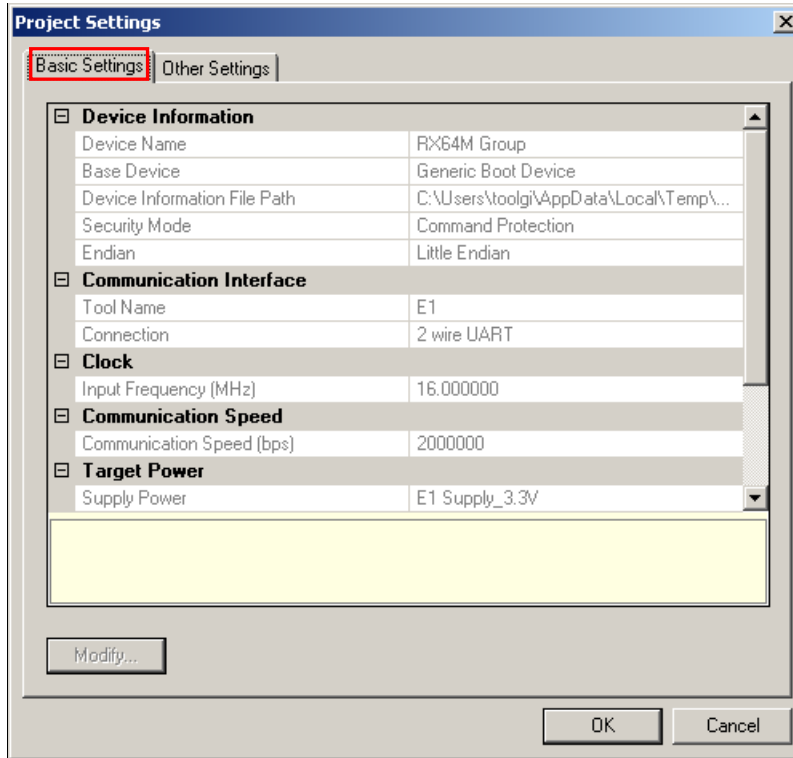 Project Settings
Basic Settings Other Settings
Device Information
Device Name RX64M Group
Base Device Generic Boot Device
Device Information File Path C:\Users\toolgi\AppData\Local\Temp\...
Security Mode Command Protection
Endian Little Endian
Communication Interface
Tool Name E1
Connection 2 wire UART
Clock
Input Frequency (MHz) 16.000000
Communication Speed
Communication Speed (bps) 2000000
Target Power
Supply Power E1 Supply_3.3V
Modify...
OK Cancel